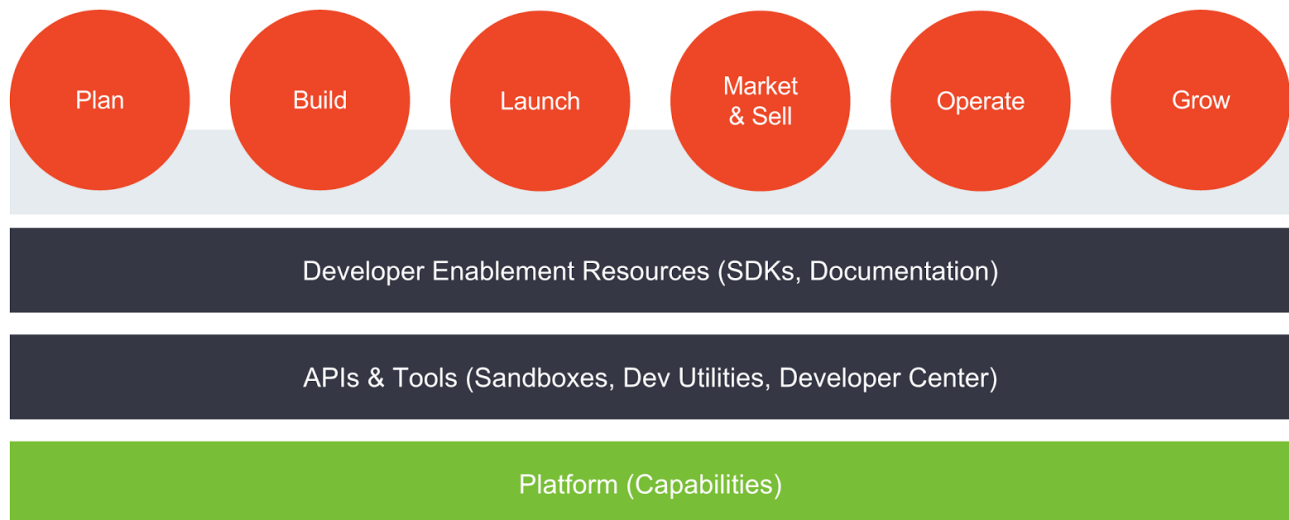 Plan
Build
Launch
Market
& Sell
Operate
Grow
Developer Enablement Resources (SDKs, Documentation)
APIs & Tools (Sandboxes, Dev Utilities, Developer Center)
Platform (Capabilities)